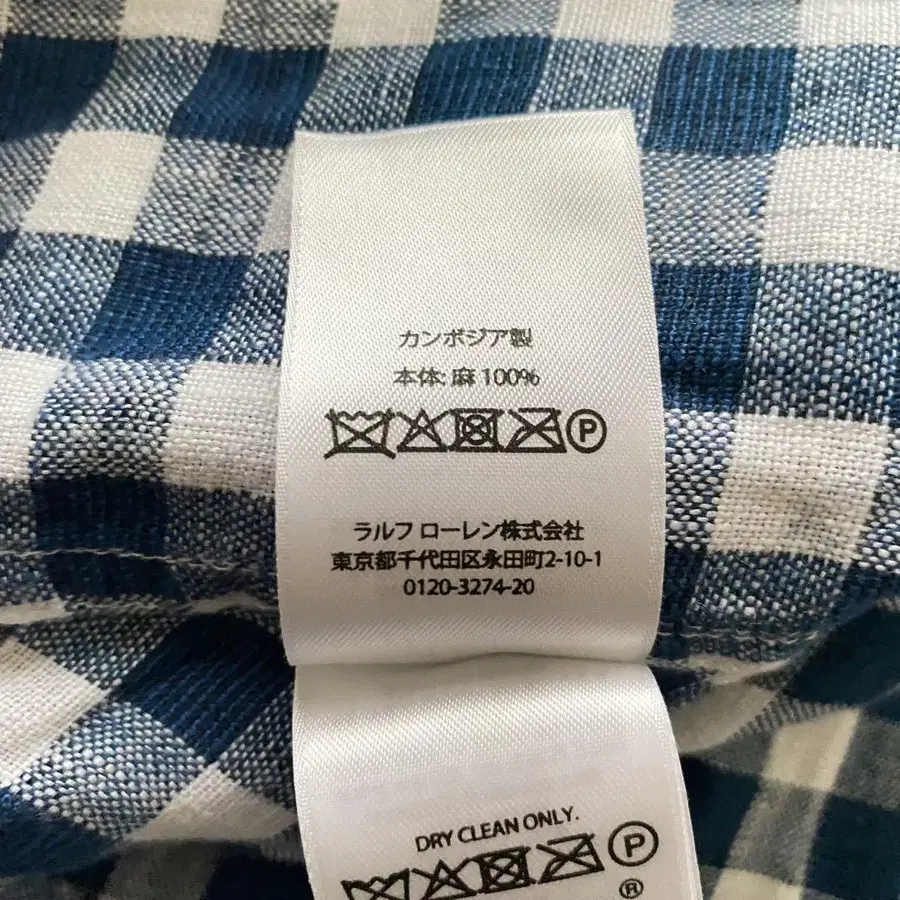 カンボジア製
本体: 麻 100%
P
ラルフ ローレン株式会社
東京都千代田区永田町2-10-1
0120-3274-20
DRY CLEAN ONLY.
P
®